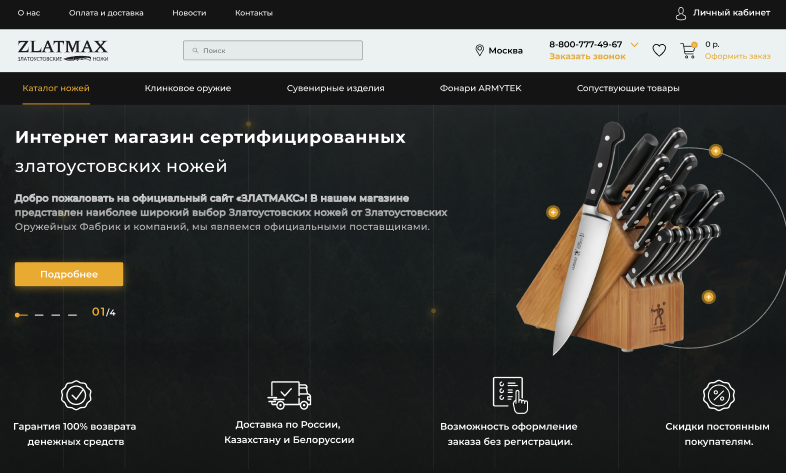 О нас
Оплата и доставка
Новости
Контакты
Личный кабинет
ZLATMAX
ЗЛАТОУСТОВСКИЕ НОЖИ
Поиск
Москва
8-800-777-49-67
Заказать звонок
0 р.
Оформить заказ
Каталог ножей
Клинковое оружие
Сувенирные изделия
Фонари ARMYTEK
Сопуствующие товары
Интернет магазин сертифицированных
златоустовских ножей
Добро пожаловать на официальный сайт «ЗЛАТМАКС»! В нашем магазине
представлен наиболее широкий выбор Златоустовских ножей от Златоустовских
Оружейных Фабрик и компаний, мы являемся официальными поставщиками.
Подробнее
01/4
Гарантия 100% возврата
денежных средств
Доставка по России,
Казахстану и Белоруссии
Возможность оформление
заказа без регистрации.
Скидки постоянным
покупателям.